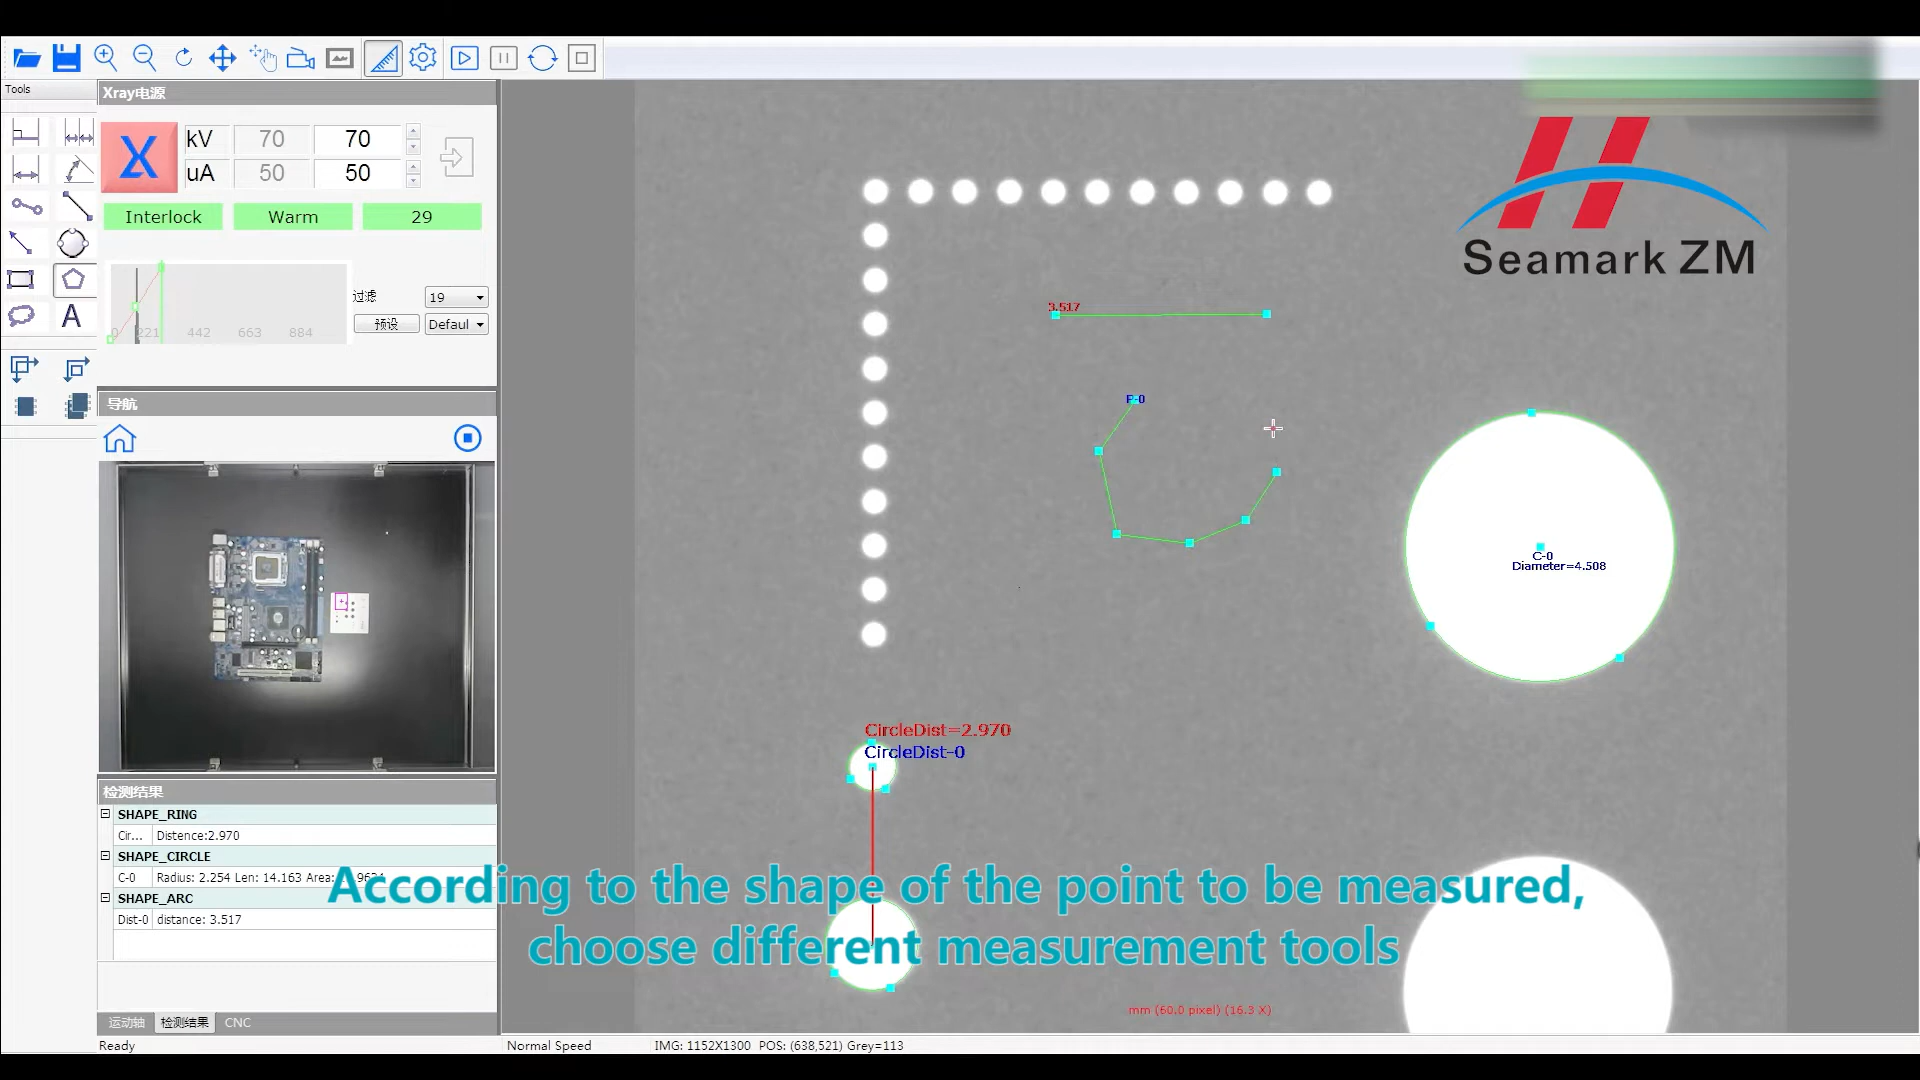 Tools
Xray电源
kV 70 70
uA 50 50
Interlock Warm 29
过滤 19
预设 Defaul
0 221 442 663 884
导航
检测结果
SHAPE_RING
Cir... Distence:2.970
SHAPE_CIRCLE
C-0 Radius: 2.254 Len: 14.163 Area:
SHAPE_ARC
Dist-0 distance: 3.517
运动轴 检测结果 CNC
Ready
Normal Speed
IMG: 1152X1300 POS: (638,521) Grey=113
Seamark ZM
3.517
P-0
C-0
Diameter=4.508
CircleDist=2.970
CircleDist-0
According to the shape of the point to be measured,
choose different measurement tools
mm (60.0 pixel) (16.3 X)